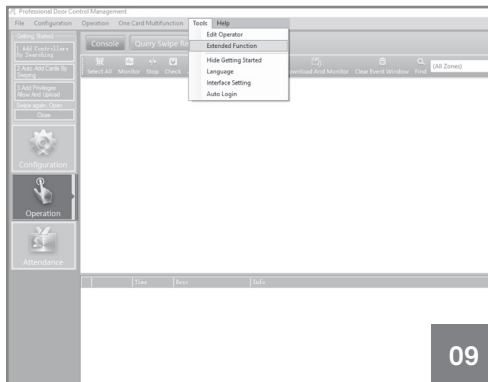 Professional Door Control Management
File Configuration Operation One Card Multifunction Tools Help
Getting Started
1.Add Controllers
By Searching
2.Auto Add Cards By
Swiping
3.Add Privileges
Allow And Upload
Swipe again, Open
Close
Configuration
Operation
Attendance
Console Query Swipe Re
Select All Monitor Stop Check
Download And Monitor Clear Event Window Find (All Zones)
Edit Operator
Extended Function
Hide Getting Started
Language
Interface Setting
Auto Login
Time Desc Info
09